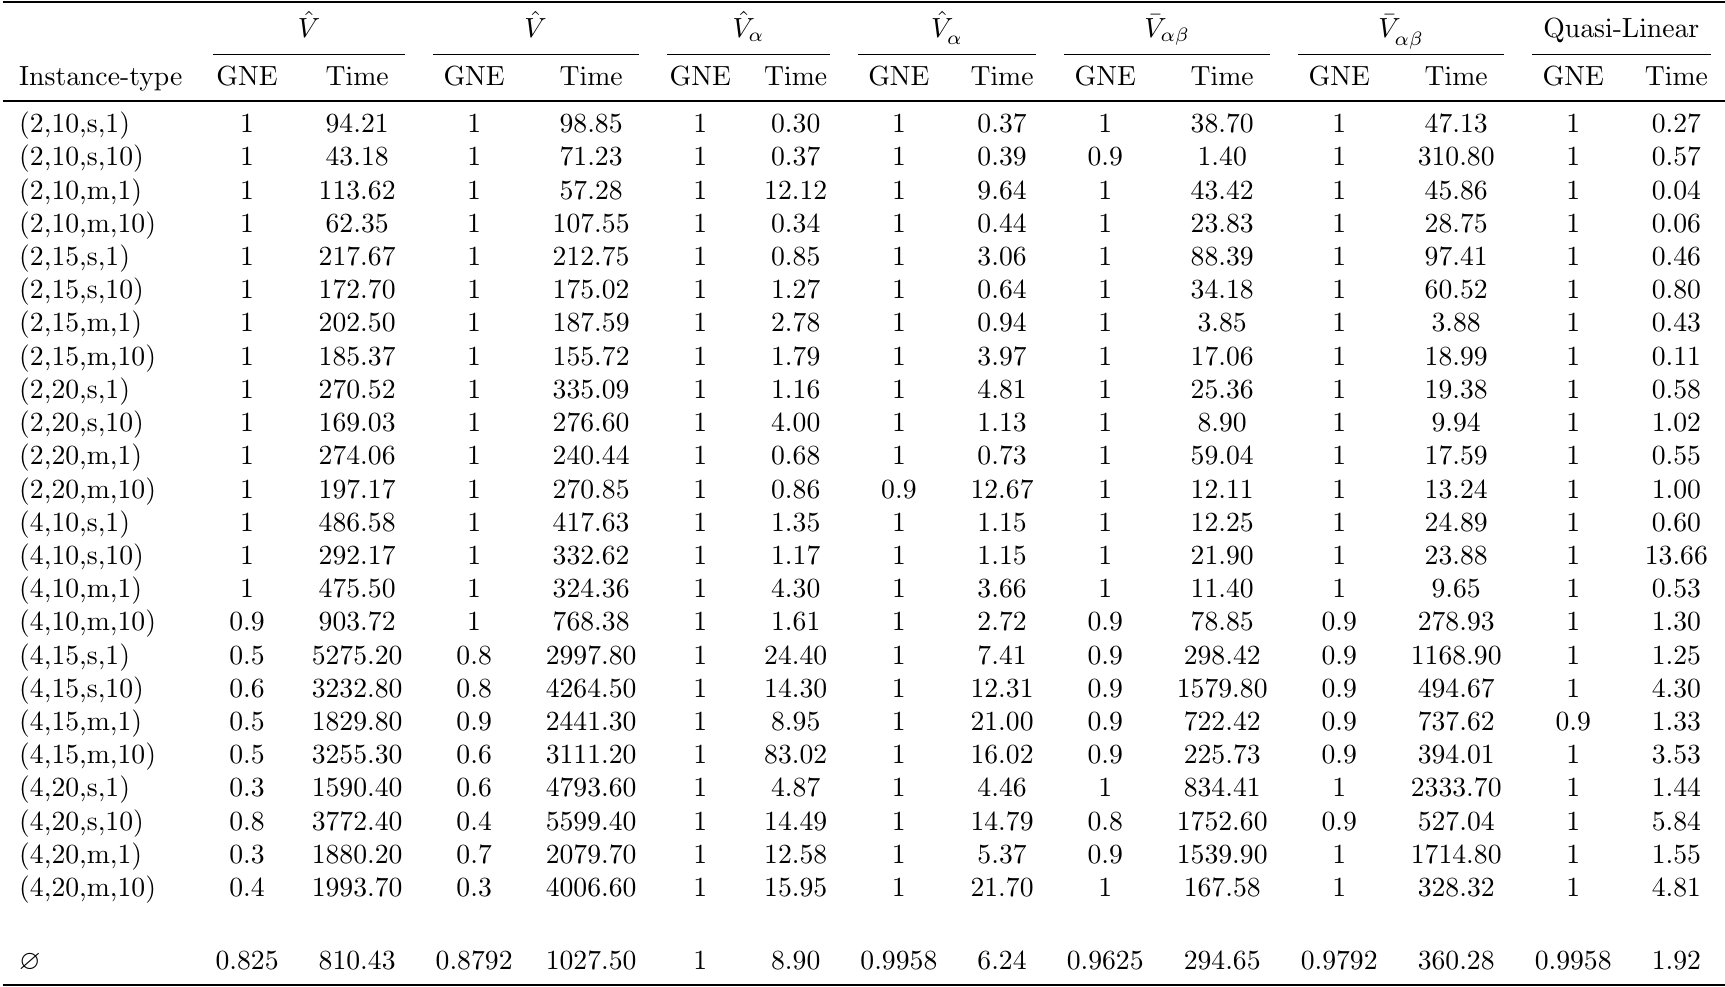 V̂ V̂ V̂α V̂α V̄αβ V̄αβ Quasi-Linear
Instance-type GNE Time GNE Time GNE Time GNE Time GNE Time GNE Time GNE Time
(2,10,s,1) 1 94.21 1 98.85 1 0.30 1 0.37 1 38.70 1 47.13 1 0.27
(2,10,s,10) 1 43.18 1 71.23 1 0.37 1 0.39 0.9 1.40 1 310.80 1 0.57
(2,10,m,1) 1 113.62 1 57.28 1 12.12 1 9.64 1 43.42 1 45.86 1 0.04
(2,10,m,10) 1 62.35 1 107.55 1 0.34 1 0.44 1 23.83 1 28.75 1 0.06
(2,15,s,1) 1 217.67 1 212.75 1 0.85 1 3.06 1 88.39 1 97.41 1 0.46
(2,15,s,10) 1 172.70 1 175.02 1 1.27 1 0.64 1 34.18 1 60.52 1 0.80
(2,15,m,1) 1 202.50 1 187.59 1 2.78 1 0.94 1 3.85 1 3.88 1 0.43
(2,15,m,10) 1 185.37 1 155.72 1 1.79 1 3.97 1 17.06 1 18.99 1 0.11
(2,20,s,1) 1 270.52 1 335.09 1 1.16 1 4.81 1 25.36 1 19.38 1 0.58
(2,20,s,10) 1 169.03 1 276.60 1 4.00 1 1.13 1 8.90 1 9.94 1 1.02
(2,20,m,1) 1 274.06 1 240.44 1 0.68 1 0.73 1 59.04 1 17.59 1 0.55
(2,20,m,10) 1 197.17 1 270.85 1 0.86 0.9 12.67 1 12.11 1 13.24 1 1.00
(4,10,s,1) 1 486.58 1 417.63 1 1.35 1 1.15 1 12.25 1 24.89 1 0.60
(4,10,s,10) 1 292.17 1 332.62 1 1.17 1 1.15 1 21.90 1 23.88 1 13.66
(4,10,m,1) 1 475.50 1 324.36 1 4.30 1 3.66 1 11.40 1 9.65 1 0.53
(4,10,m,10) 0.9 903.72 1 768.38 1 1.61 1 2.72 0.9 78.85 0.9 278.93 1 1.30
(4,15,s,1) 0.5 5275.20 0.8 2997.80 1 24.40 1 7.41 0.9 298.42 0.9 1168.90 1 1.25
(4,15,s,10) 0.6 3232.80 0.8 4264.50 1 14.30 1 12.31 0.9 1579.80 0.9 494.67 1 4.30
(4,15,m,1) 0.5 1829.80 0.9 2441.30 1 8.95 1 21.00 0.9 722.42 0.9 737.62 0.9 1.33
(4,15,m,10) 0.5 3255.30 0.6 3111.20 1 83.02 1 16.02 0.9 225.73 0.9 394.01 1 3.53
(4,20,s,1) 0.3 1590.40 0.6 4793.60 1 4.87 1 4.46 1 834.41 1 2333.70 1 1.44
(4,20,s,10) 0.8 3772.40 0.4 5599.40 1 14.49 1 14.79 0.8 1752.60 0.9 527.04 1 5.84
(4,20,m,1) 0.3 1880.20 0.7 2079.70 1 12.58 1 5.37 0.9 1539.90 1 1714.80 1 1.55
(4,20,m,10) 0.4 1993.70 0.3 4006.60 1 15.95 1 21.70 1 167.58 1 328.32 1 4.81
∅ 0.825 810.43 0.8792 1027.50 1 8.90 0.9958 6.24 0.9625 294.65 0.9792 360.28 0.9958 1.92